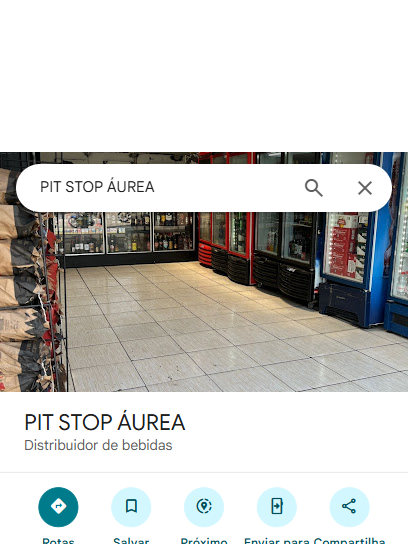 PIT STOP ÁUREA
PIT STOP ÁUREA
Distribuidor de bebidas
Rotas
Salvar
Próximo
Enviar para
Compartilha